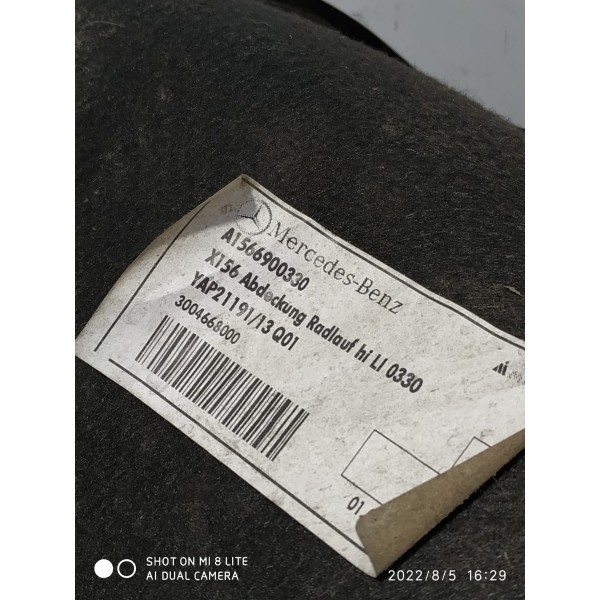 Mercedes-Benz
A1566900330
X156 Abdeckung Radlauf hi LI 0330
YAP21191/13 Q01
3004668000
01
SHOT ON MI 8 LITE
AI DUAL CAMERA
2022/8/5 16:29